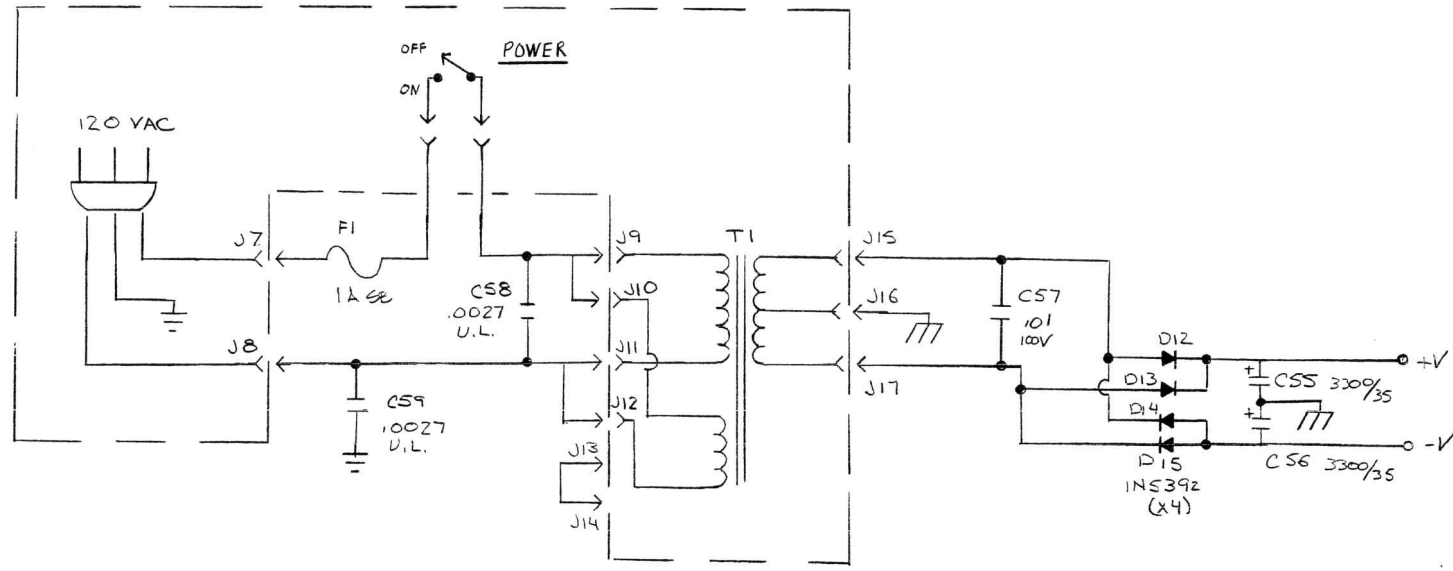 OFF
POWER
ON
120 VAC
J7
F1
1A SB
C58
.0027
U.L.
J9
J10
T1
J15
J16
C57
.01
100V
J8
J11
J17
D12
+V
D13
C55 3300/35
C59
.0027
U.L.
J12
D14
J13
-V
D15
C56 3300/35
1N5392
(X4)
J14